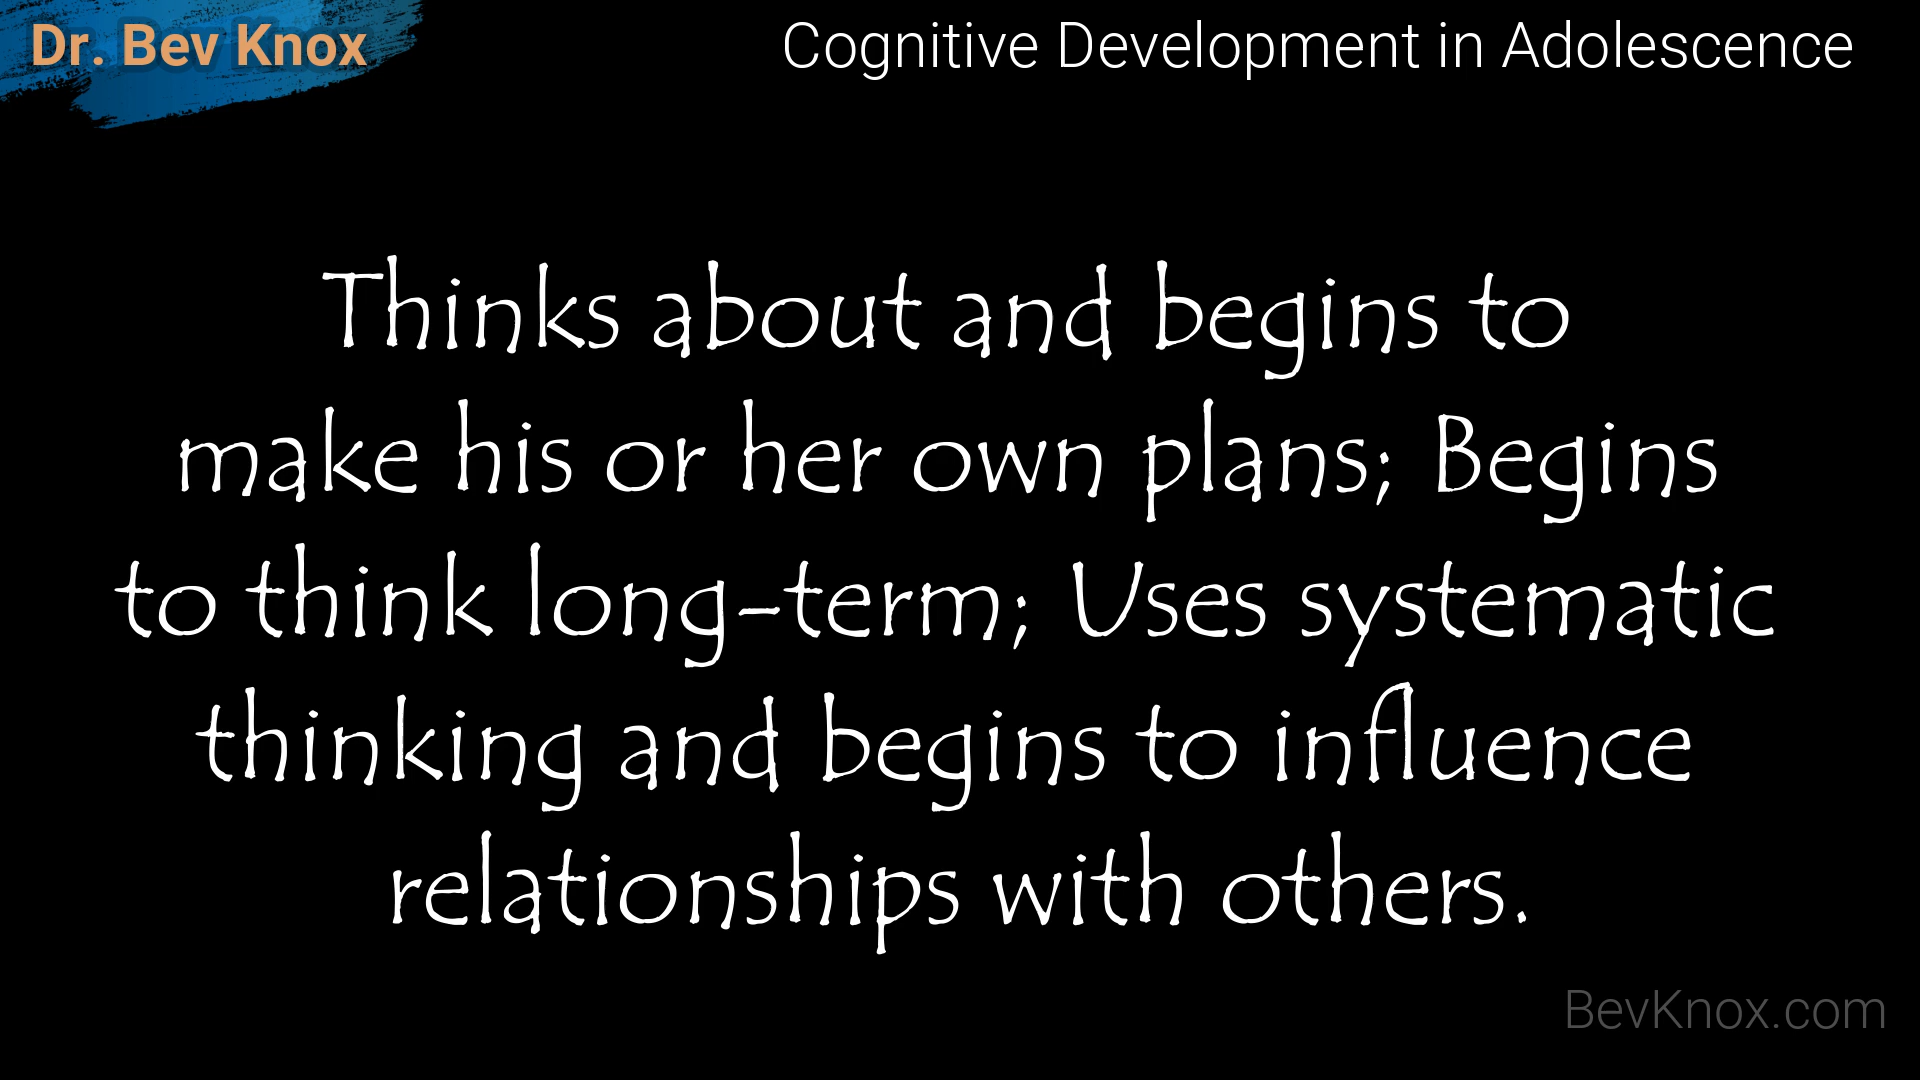 Dr. Bev Knox
Cognitive Development in Adolescence
Thinks about and begins to
make his or her own plans; Begins
to think long-term; Uses systematic
thinking and begins to influence
relationships with others.
BevKnox.com